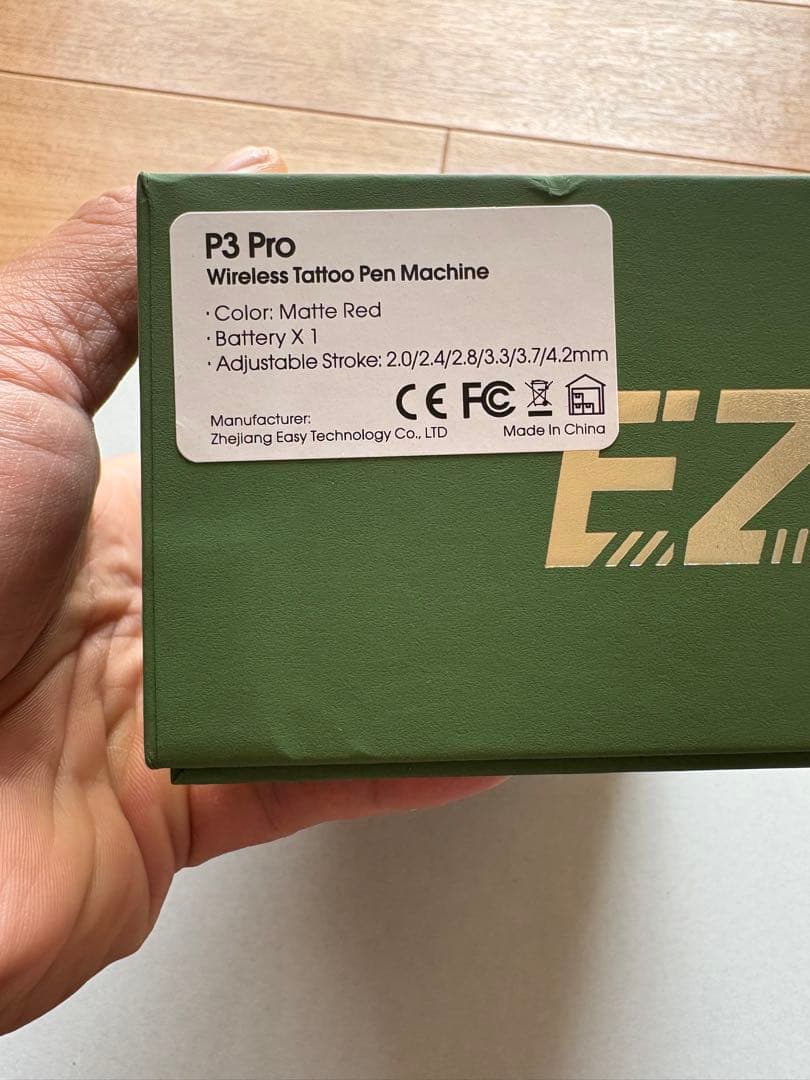 P3 Pro
Wireless Tattoo Pen Machine
· Color: Matte Red
· Battery X 1
· Adjustable Stroke: 2.0/2.4/2.8/3.3/3.7/4.2mm
CE FC
Manufacturer:
Zhejiang Easy Technology Co., LTD
Made In China
EZ